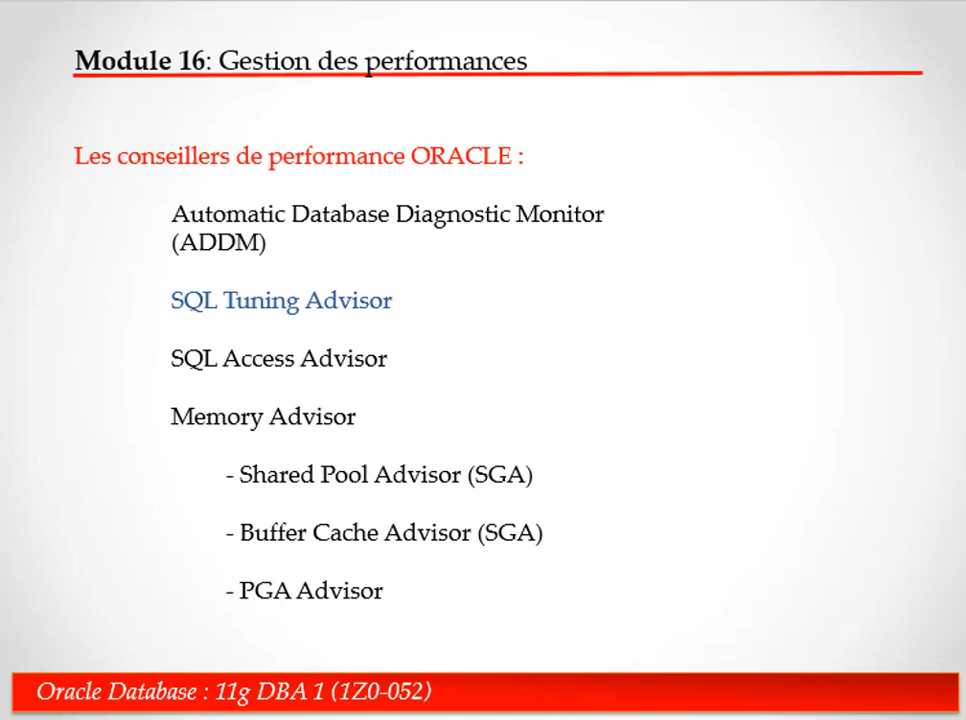 Module 16: Gestion des performances
Les conseillers de performance ORACLE :
Automatic Database Diagnostic Monitor
(ADDM)
SQL Tuning Advisor
SQL Access Advisor
Memory Advisor
- Shared Pool Advisor (SGA)
- Buffer Cache Advisor (SGA)
- PGA Advisor
Oracle Database : 11g DBA 1 (1Z0-052)